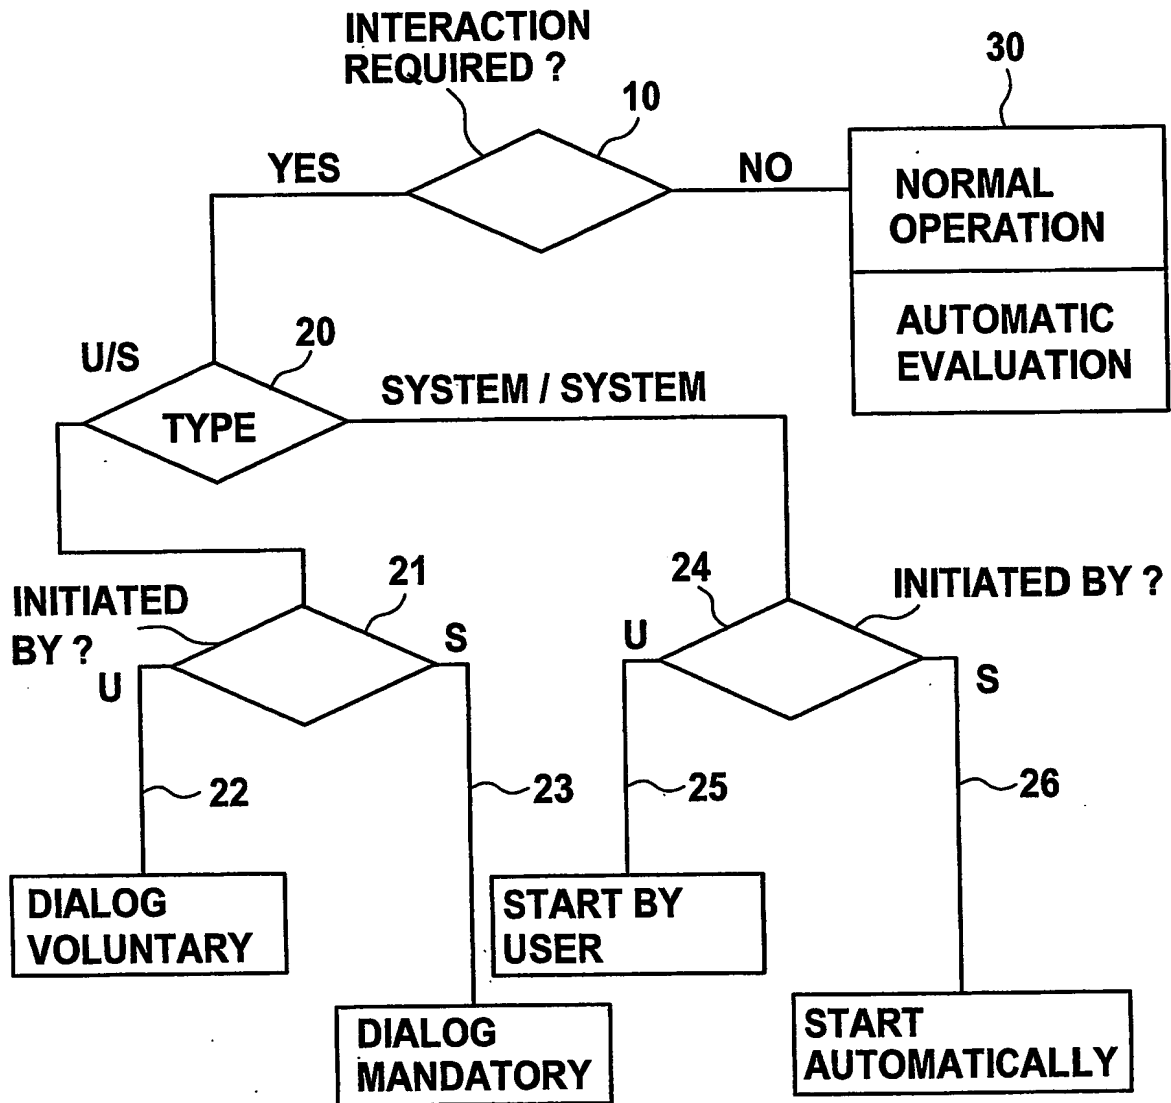 INTERACTION
REQUIRED ?
10
30
YES
NO
NORMAL
OPERATION
AUTOMATIC
EVALUATION
U/S
20
TYPE
SYSTEM / SYSTEM
INITIATED
BY ?
21
U
S
24
INITIATED BY ?
U
S
22
23
25
26
DIALOG
VOLUNTARY
START BY
USER
DIALOG
MANDATORY
START
AUTOMATICALLY